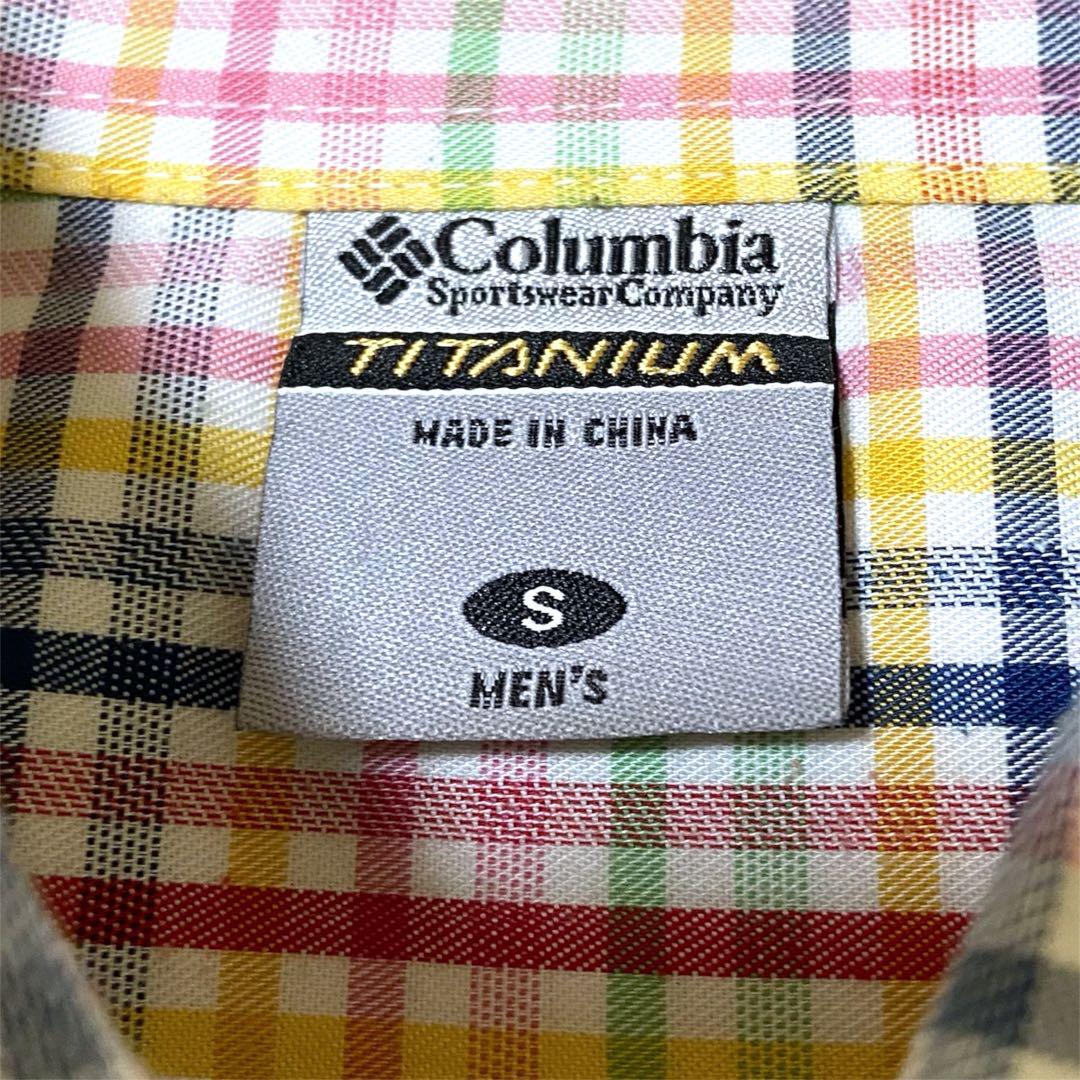 Columbia
Sportswear Company
TITANIUM
MADE IN CHINA
S
MEN'S